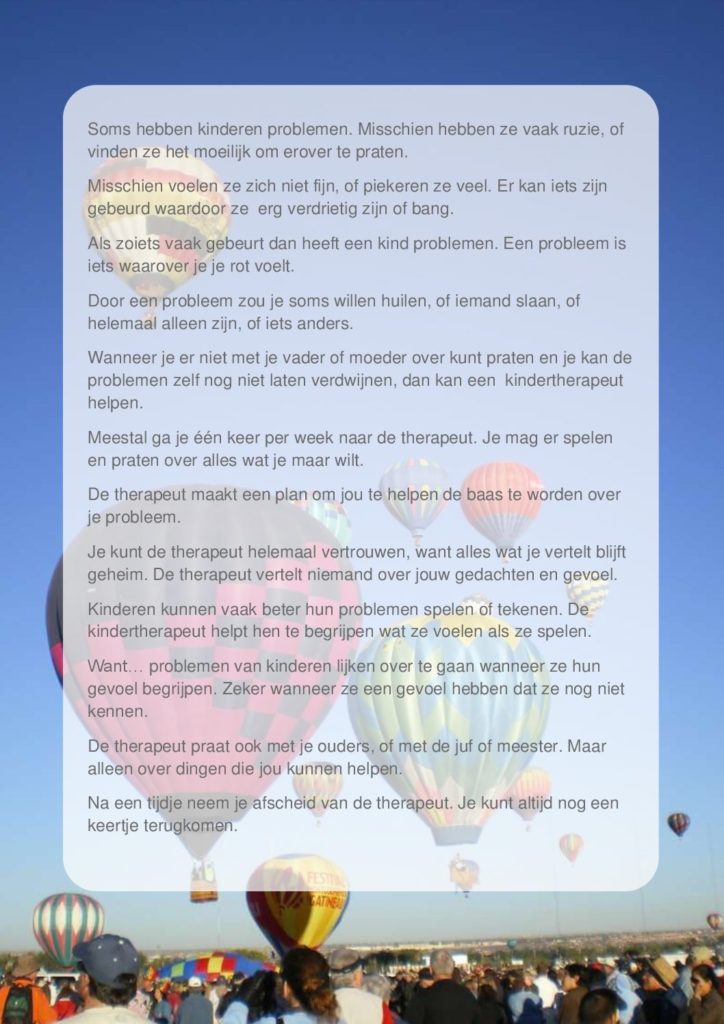 Soms hebben kinderen problemen. Misschien hebben ze vaak ruzie, of
vinden ze het moeilijk om erover te praten.
Misschien voelen ze zich niet fijn, of piekeren ze veel. Er kan iets zijn
gebeurd waardoor ze  erg verdrietig zijn of bang.
Als zoiets vaak gebeurt dan heeft een kind problemen. Een probleem is
iets waarover je je rot voelt.
Door een probleem zou je soms willen huilen, of iemand slaan, of
helemaal alleen zijn, of iets anders.
Wanneer je er niet met je vader of moeder over kunt praten en je kan de
problemen zelf nog niet laten verdwijnen, dan kan een  kindertherapeut
helpen.
Meestal ga je één keer per week naar de therapeut. Je mag er spelen
en praten over alles wat je maar wilt.
De therapeut maakt een plan om jou te helpen de baas te worden over
je probleem.
Je kunt de therapeut helemaal vertrouwen, want alles wat je vertelt blijft
geheim. De therapeut vertelt niemand over jouw gedachten en gevoel.
Kinderen kunnen vaak beter hun problemen spelen of tekenen. De
kindertherapeut helpt hen te begrijpen wat ze voelen als ze spelen.
Want… problemen van kinderen lijken over te gaan wanneer ze hun
gevoel begrijpen. Zeker wanneer ze een gevoel hebben dat ze nog niet
kennen.
De therapeut praat ook met je ouders, of met de juf of meester. Maar
alleen over dingen die jou kunnen helpen.
Na een tijdje neem je afscheid van de therapeut. Je kunt altijd nog een
keertje terugkomen.
FESTIVAL
GATINEAU